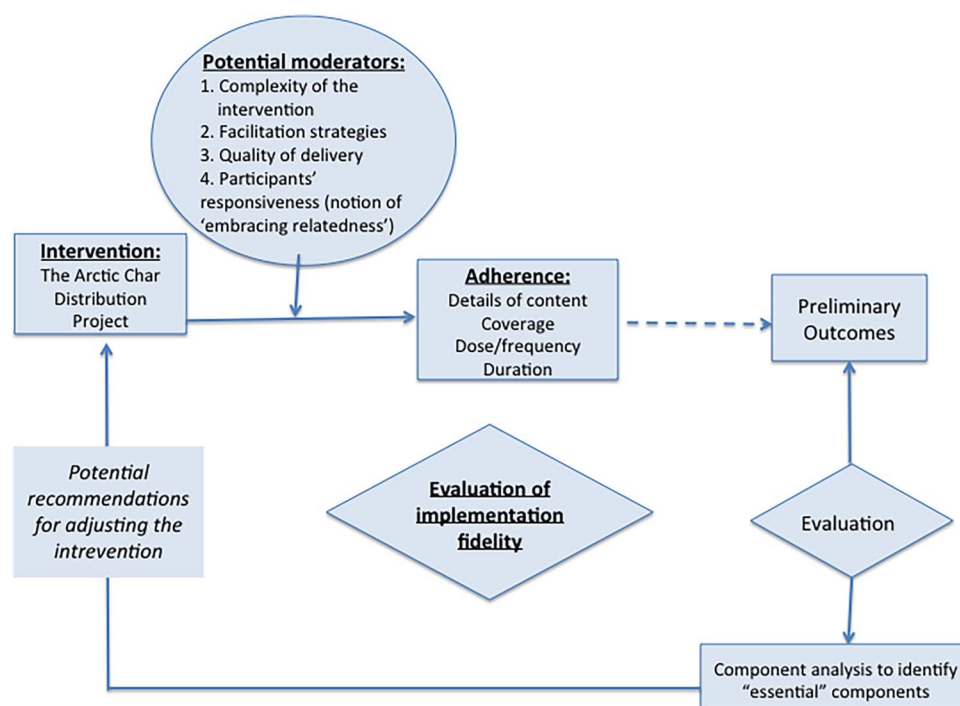 Potential moderators:
1. Complexity of the
intervention
2. Facilitation strategies
3. Quality of delivery
4. Participants'
responsiveness (notion of
'embracing relatedness')
Intervention:
The Arctic Char
Distribution
Project
Adherence:
Details of content
Coverage
Dose/frequency
Duration
Preliminary
Outcomes
Potential
recommendations
for adjusting the
intrevention
Evaluation of
implementation
fidelity
Evaluation
Component analysis to identify
“essential” components